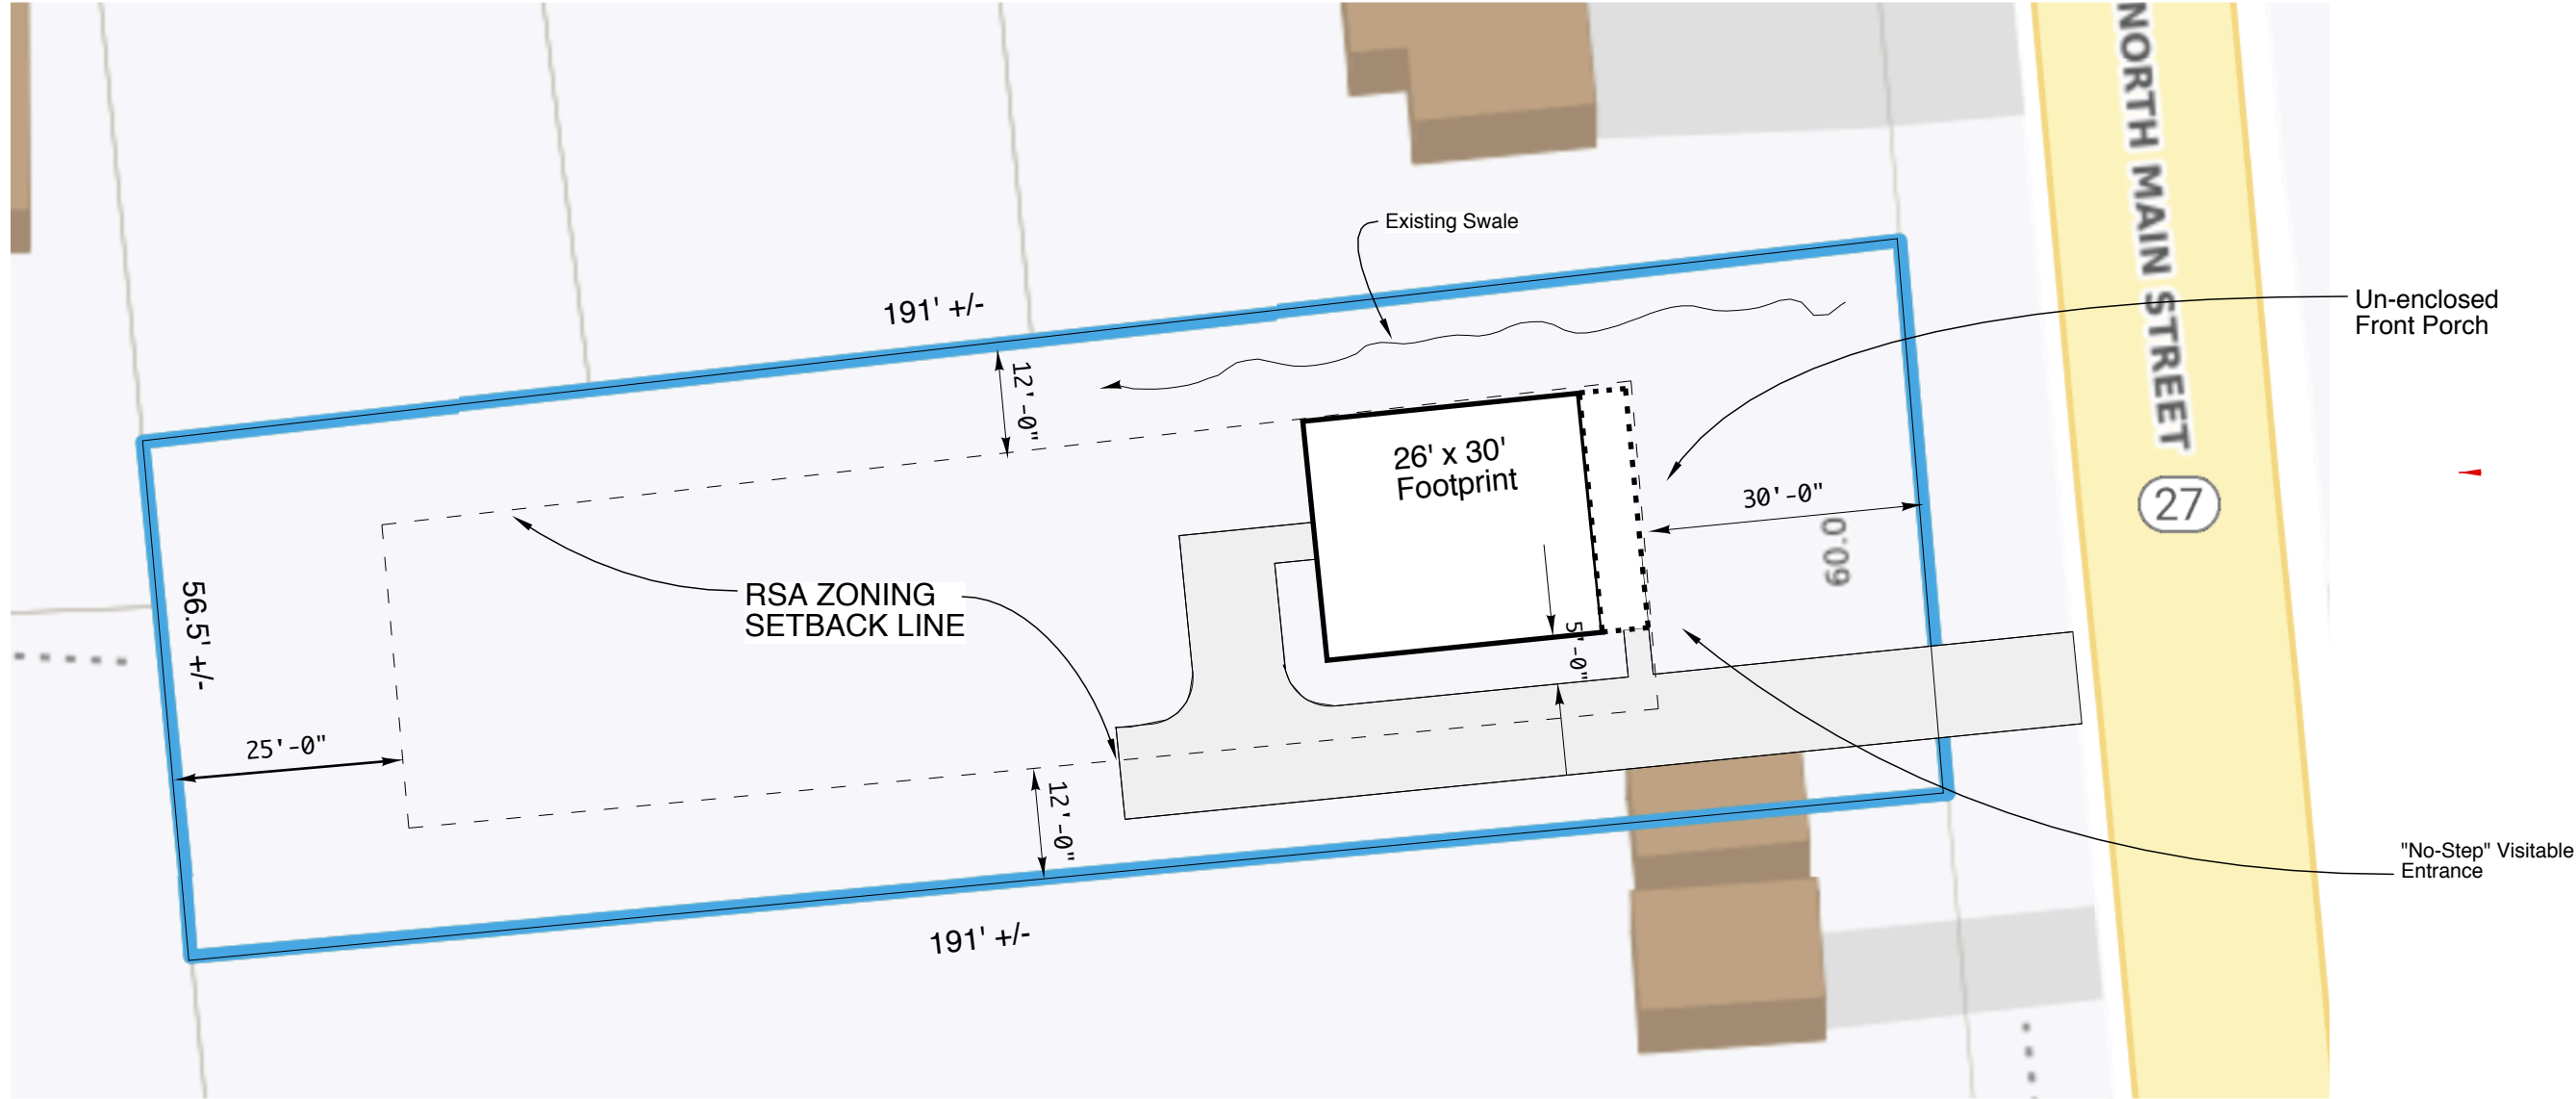 NORTH MAIN STREET
Existing Swale
191' +/-
Un-enclosed
Front Porch
12'-0"
26' x 30'
Footprint
27
30'-0"
60.0
RSA ZONING
SETBACK LINE
56.5' +/-
5'-0"
25'-0"
12'-0"
"No-Step" Visitable
Entrance
191' +/-